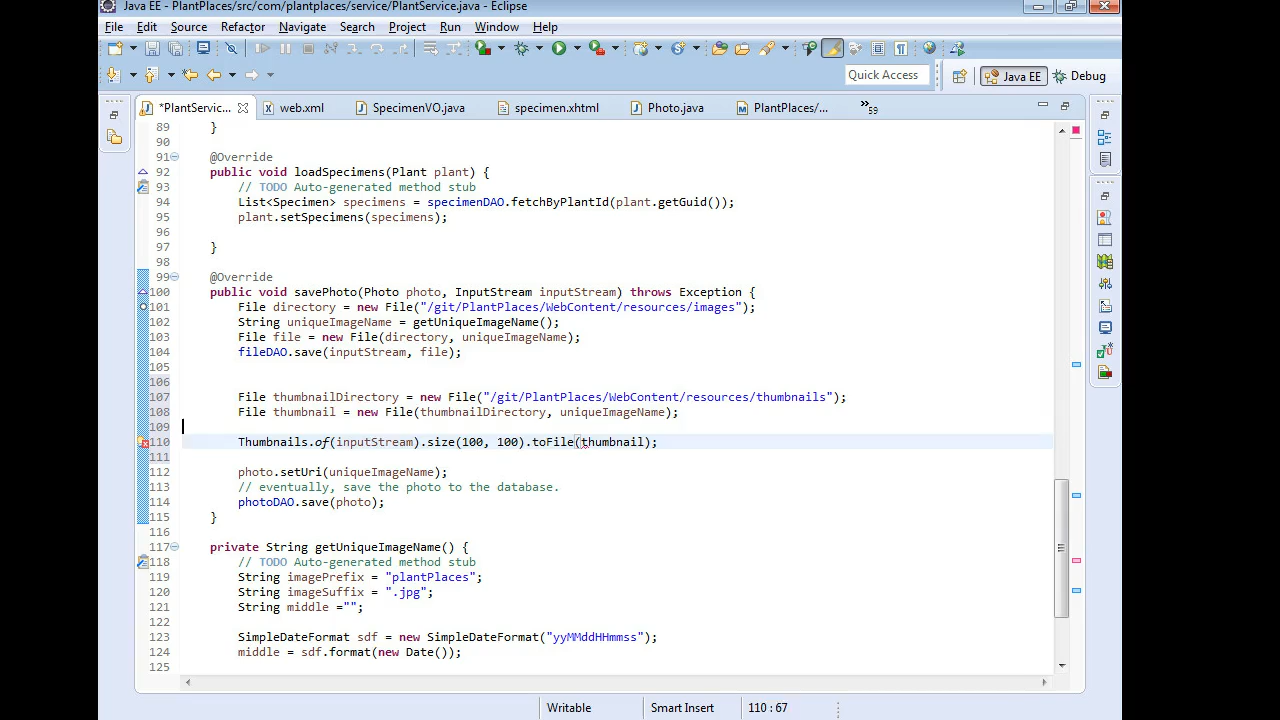 Java EE - PlantPlaces/src/com/plantplaces/service/PlantService.java - Eclipse
File Edit Source Refactor Navigate Search Project Run Window Help
Quick Access Java EE Debug
*PlantServic... web.xml SpecimenVO.java specimen.xhtml Photo.java PlantPlaces/... »59
89 }
90
91 @Override
92 public void loadSpecimens(Plant plant) {
93 // TODO Auto-generated method stub
94 List<Specimen> specimens = specimenDAO.fetchByPlantId(plant.getGuid());
95 plant.setSpecimens(specimens);
96
97 }
98
99 @Override
100 public void savePhoto(Photo photo, InputStream inputStream) throws Exception {
101 File directory = new File("/git/PlantPlaces/WebContent/resources/images");
102 String uniqueImageName = getUniqueImageName();
103 File file = new File(directory, uniqueImageName);
104 fileDAO.save(inputStream, file);
105
106
107 File thumbnailDirectory = new File("/git/PlantPlaces/WebContent/resources/thumbnails");
108 File thumbnail = new File(thumbnailDirectory, uniqueImageName);
109
110 Thumbnails.of(inputStream).size(100, 100).toFile(thumbnail);
111
112 photo.setUri(uniqueImageName);
113 // eventually, save the photo to the database.
114 photoDAO.save(photo);
115 }
116
117 private String getUniqueImageName() {
118 // TODO Auto-generated method stub
119 String imagePrefix = "plantPlaces";
120 String imageSuffix = ".jpg";
121 String middle ="";
122
123 SimpleDateFormat sdf = new SimpleDateFormat("yyMMddHHmmss");
124 middle = sdf.format(new Date());
125
Writable Smart Insert 110 : 67